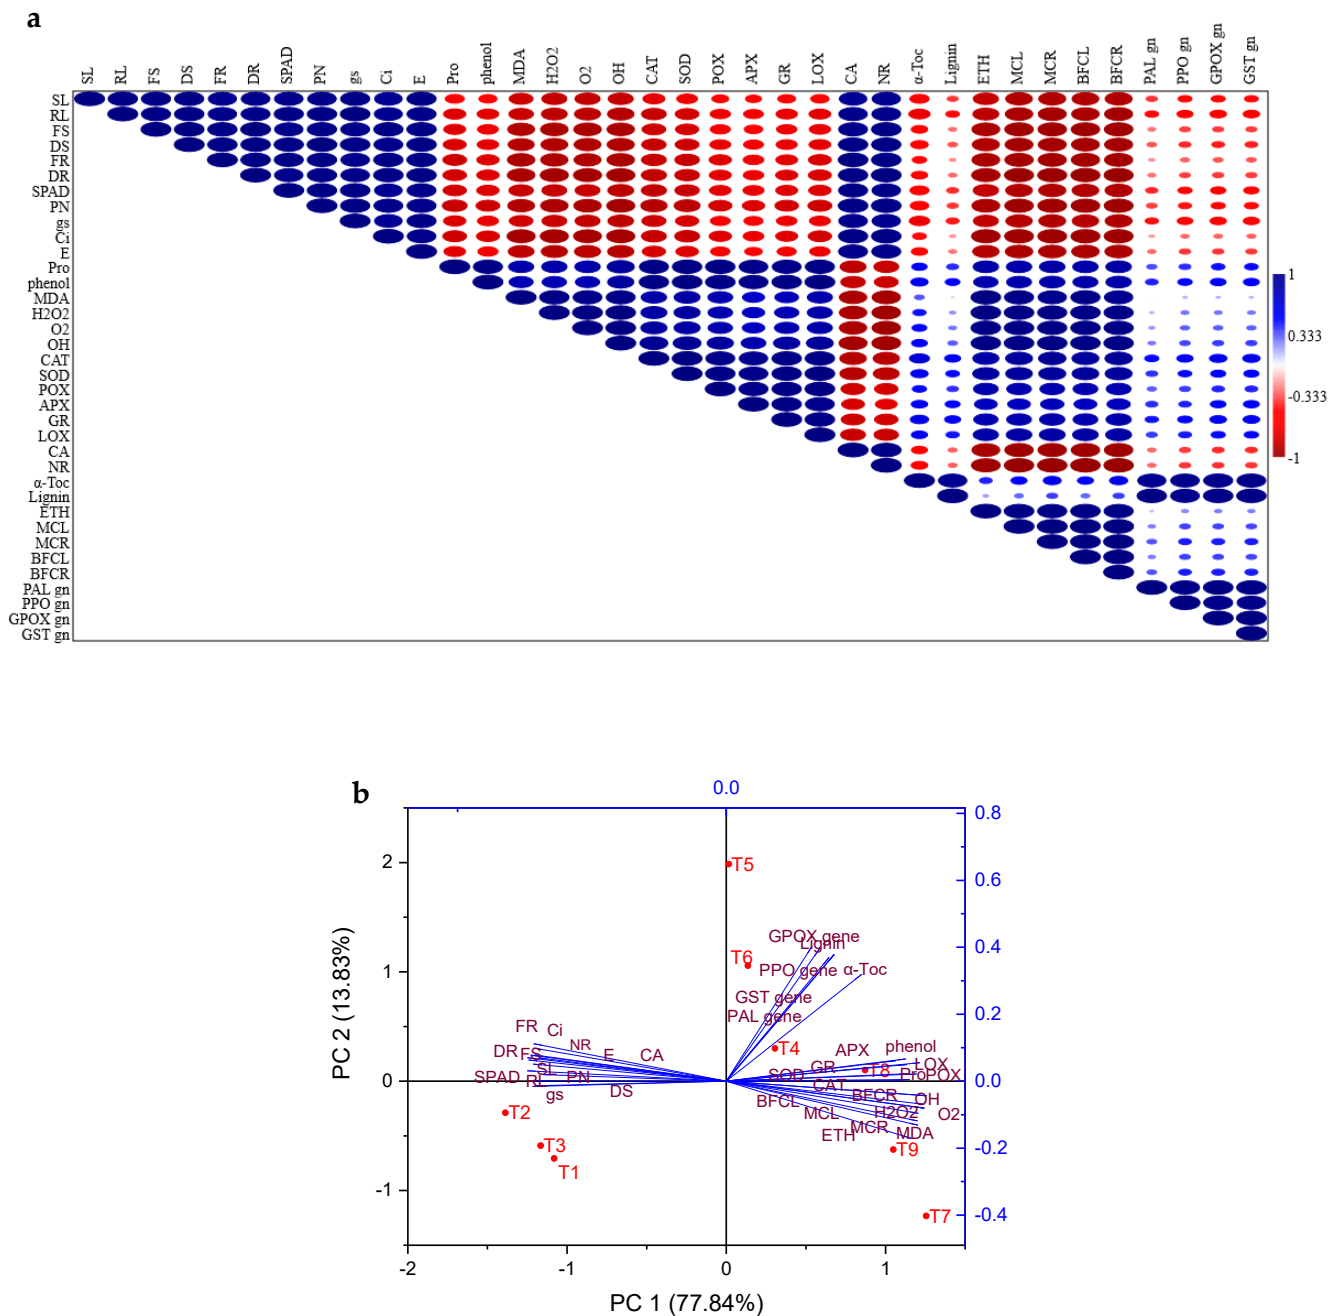 a
SL RL FS DS FR DR SPAD PN gs Ci E Pro phenol MDA H2O2 O2 OH CAT SOD POX APX GR LOX CA NR α-Toc Lignin ETH MCL MCR BFCL BFCR PAL gn PPO gn GPOX gn GST gn
SL
RL
FS
DS
FR
DR
SPAD
PN
gs
Ci
E
Pro
phenol
MDA
H2O2
O2
OH
CAT
SOD
POX
APX
GR
LOX
CA
NR
α-Toc
Lignin
ETH
MCL
MCR
BFCL
BFCR
PAL gn
PPO gn
GPOX gn
GST gn
1
0.333
-0.333
-1
b
0.0
0.8
2
T5
0.6
GPOX gene
Lignin
0.4
T6
1
PPO gene α-Toc
GST gene
0.2
PAL gene
FR Ci
NR
T4
APX phenol
DR FS E CA
GR T8 LOX
SL
SPAD RL PN
0
SOD Pro POX
0.0
gs DS
CAT
BFCL BFCR OH
T2
MCL H2O2 O2
ETH MCR MDA
-0.2
T3
T9
T1
-1
T7
-0.4
-2 -1 0 1
PC 1 (77.84%)
PC 2 (13.83%)